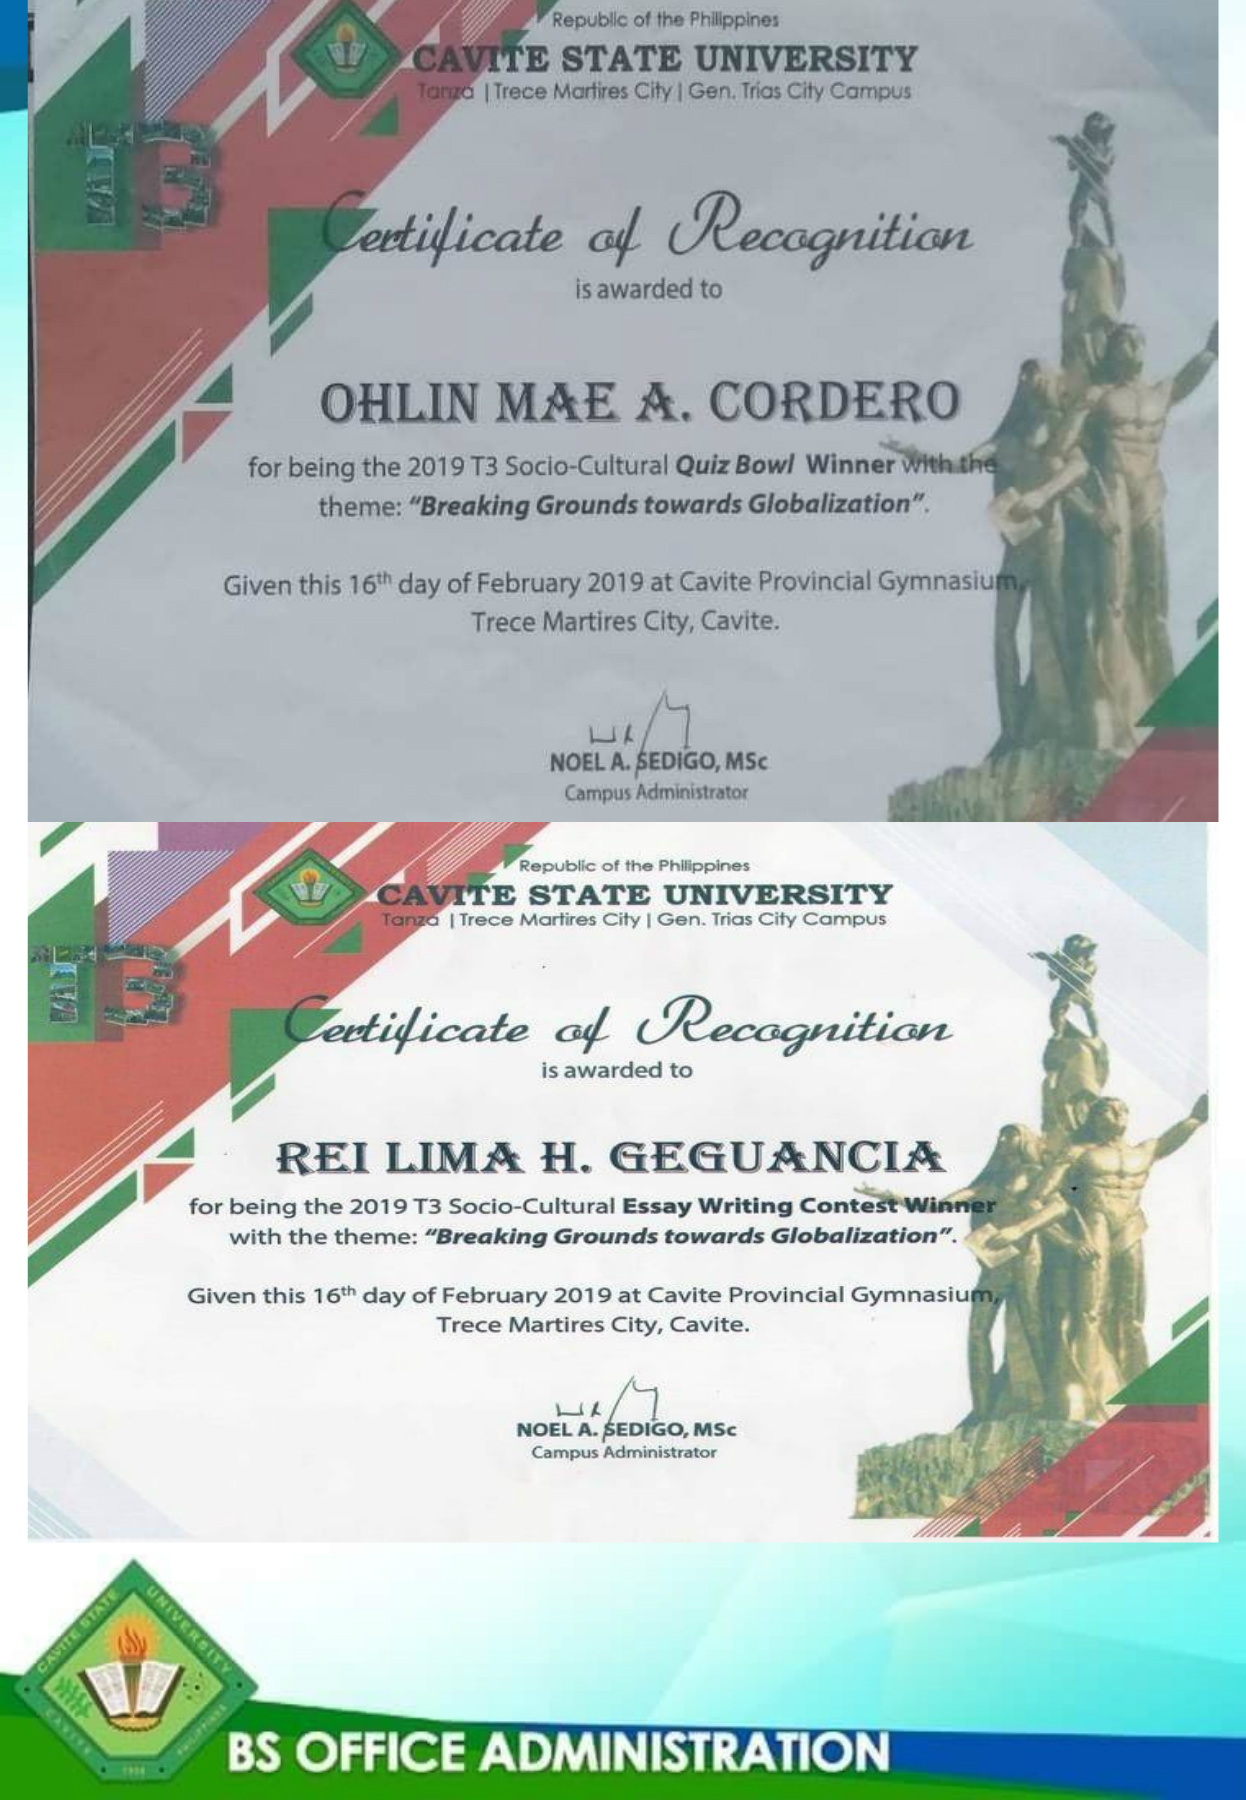 Republic of the Philippines
CAVITE STATE UNIVERSITY
Tanza | Trece Martires City | Gen. Trias City Campus
T3
Certificate of Recognition
is awarded to
OHLIN MAE A. CORDERO
for being the 2019 T3 Socio-Cultural Quiz Bowl Winner with the
theme: “Breaking Grounds towards Globalization”.
Given this 16th day of February 2019 at Cavite Provincial Gymnasium,
Trece Martires City, Cavite.
NOEL A. SEDIGO, MSc
Campus Administrator
Republic of the Philippines
CAVITE STATE UNIVERSITY
Tanza | Trece Martires City | Gen. Trias City Campus
T3
Certificate of Recognition
is awarded to
REI LIMA H. GEGUANCIA
for being the 2019 T3 Socio-Cultural Essay Writing Contest Winner
with the theme: “Breaking Grounds towards Globalization”.
Given this 16th day of February 2019 at Cavite Provincial Gymnasium,
Trece Martires City, Cavite.
NOEL A. SEDIGO, MSc
Campus Administrator
CAVITE STATE UNIVERSITY
CAVITE PHILIPPINES
1906
BS OFFICE ADMINISTRATION